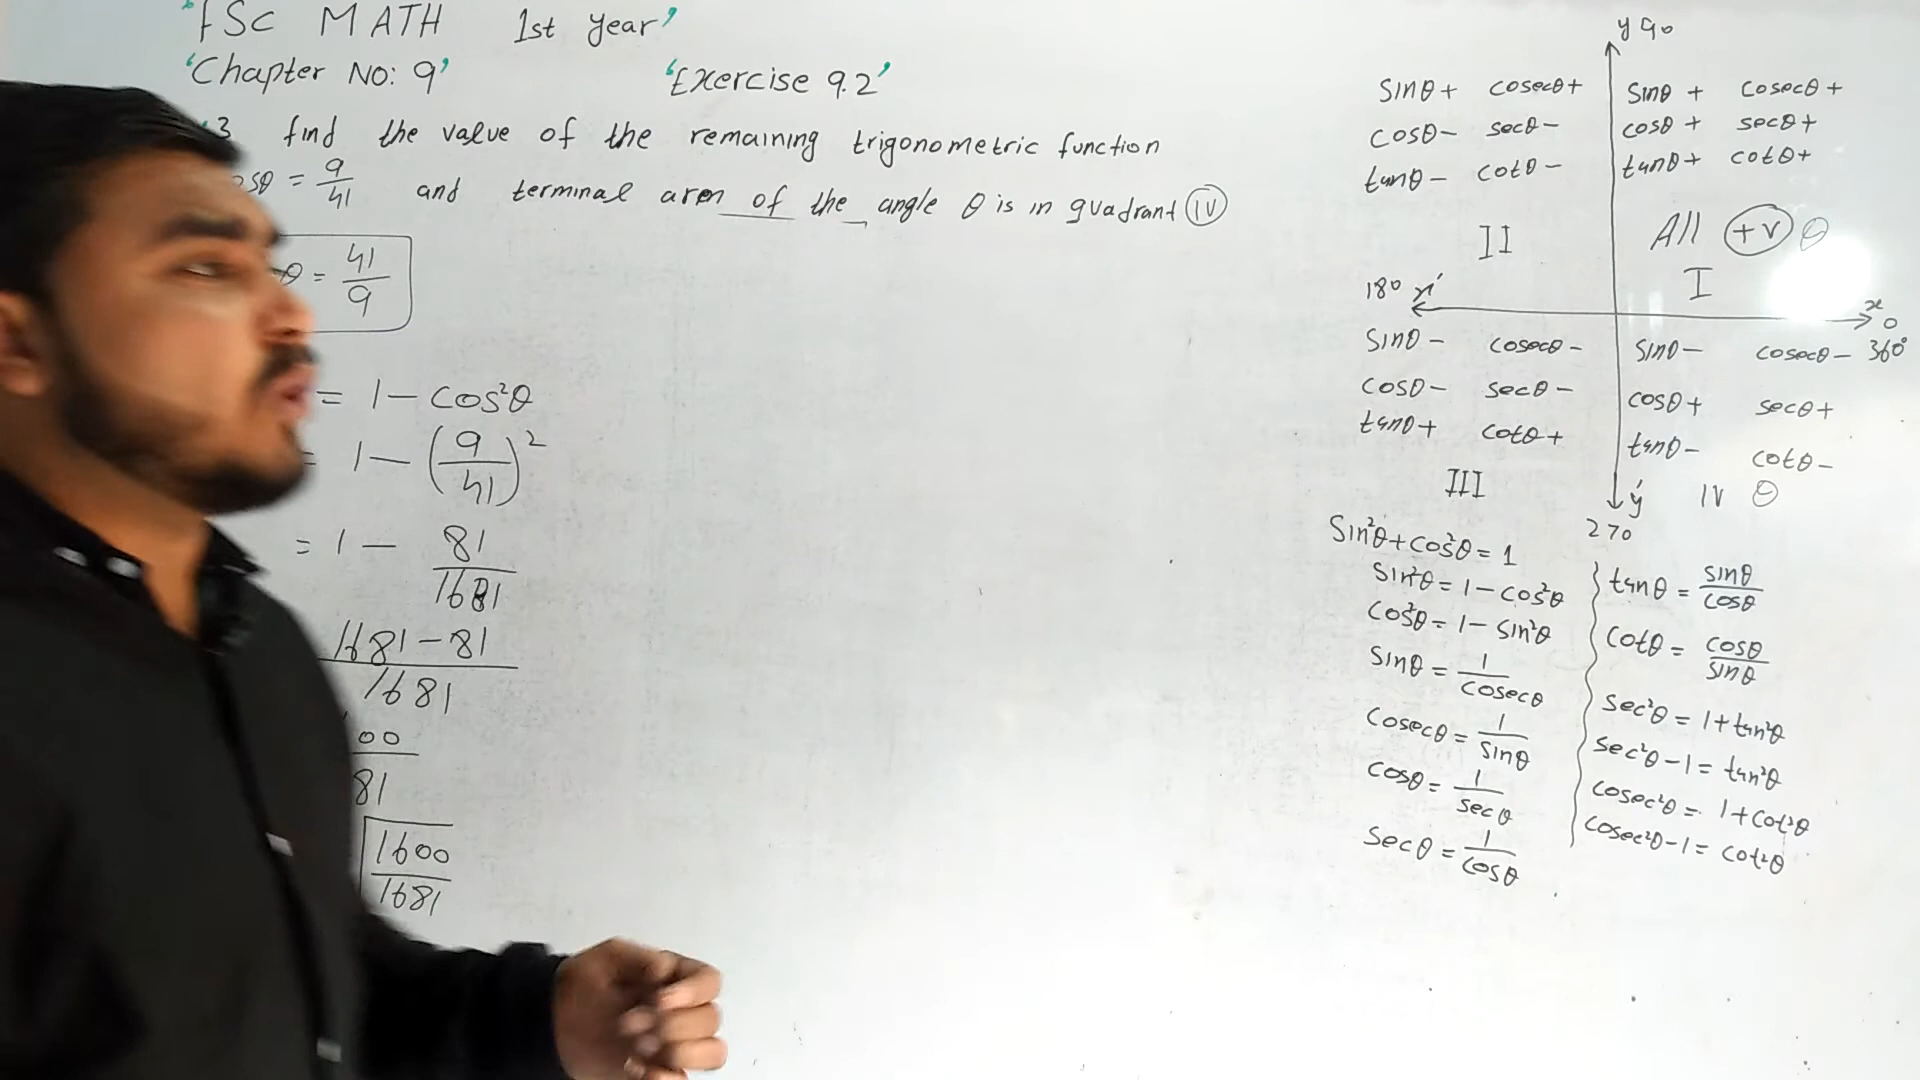 "FSc MATH 1st year"
'Chapter No: 9' 'Exercise 9.2'
3 find the value of the remaining trigonometric function
osθ = 9/41 and terminal arm of the angle θ is in quadrant (IV)
θ = 41/9
= 1 - cos²θ
= 1 - (9/41)²
= 1 - 81/1681
1681 - 81
1681
00
81
1600
1681
y 90
sinθ + cosecθ +
cosθ - secθ -
tanθ - cotθ -
II
sinθ + cosecθ +
cosθ + secθ +
tanθ + cotθ +
All +v θ
I
180 x′
x 0
360°
sinθ - cosecθ -
cosθ - secθ -
tanθ + cotθ +
III
sinθ - cosecθ -
cosθ + secθ +
tanθ - cotθ -
IV θ
y′
270
sin²θ + cos²θ = 1
sin²θ = 1 - cos²θ
cos²θ = 1 - sin²θ
sinθ = 1/cosecθ
cosecθ = 1/sinθ
cosθ = 1/secθ
secθ = 1/cosθ
tanθ = sinθ/cosθ
cotθ = cosθ/sinθ
sec²θ = 1 + tan²θ
sec²θ - 1 = tan²θ
cosec²θ = 1 + cot²θ
cosec²θ - 1 = cot²θ